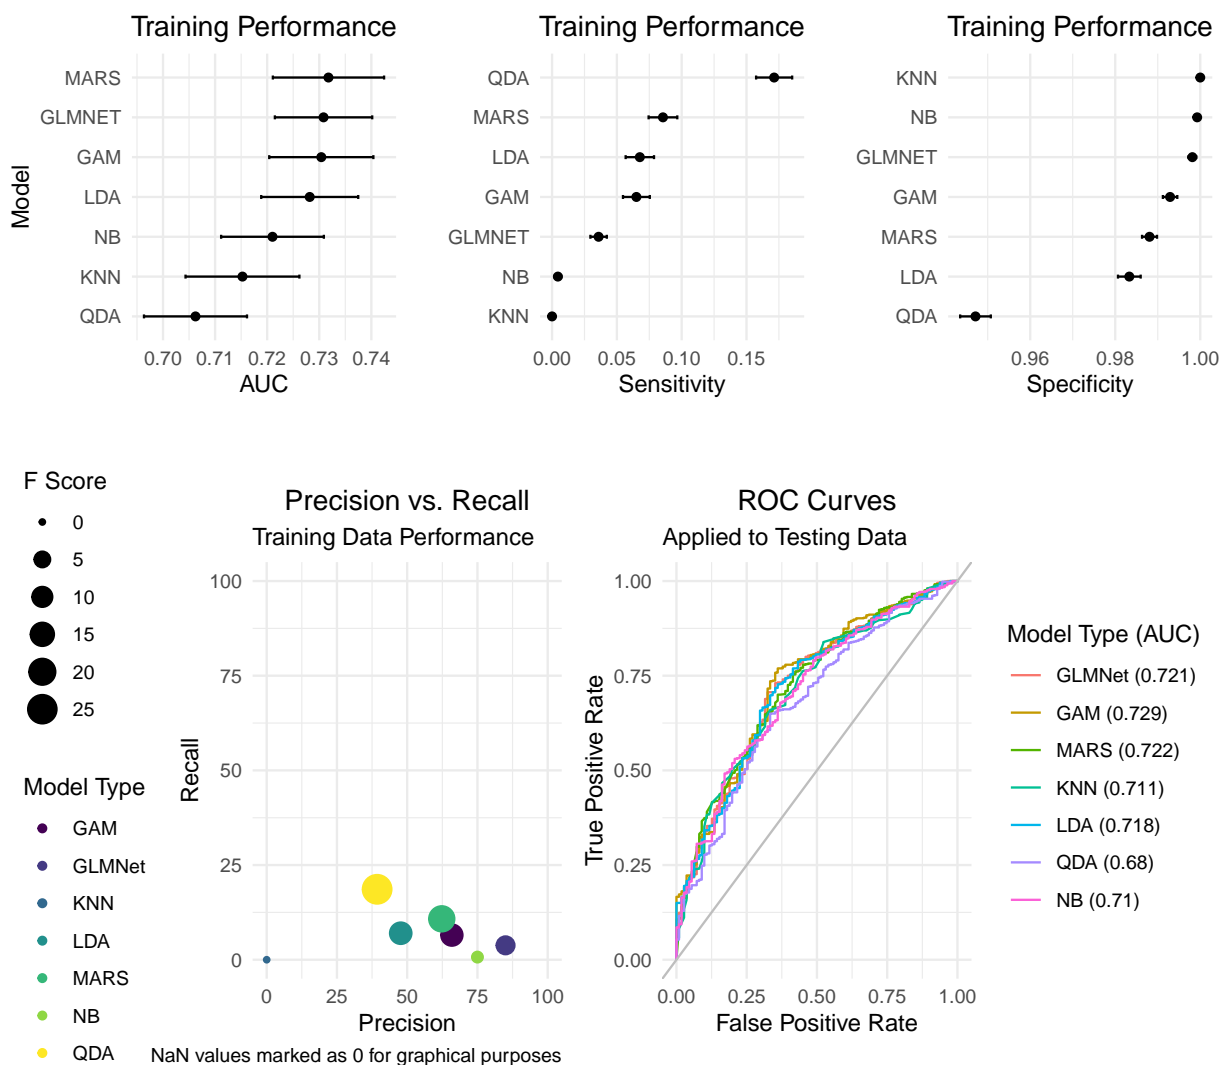 Training Performance
MARS
GLMNET
GAM
LDA
NB
KNN
QDA
Model
0.70 0.71 0.72 0.73 0.74
AUC
Training Performance
QDA
MARS
LDA
GAM
GLMNET
NB
KNN
0.00 0.05 0.10 0.15
Sensitivity
Training Performance
KNN
NB
GLMNET
GAM
MARS
LDA
QDA
0.96 0.98 1.00
Specificity
F Score
0
5
10
15
20
25
Model Type
GAM
GLMNet
KNN
LDA
MARS
NB
QDA
Precision vs. Recall
Training Data Performance
100
75
50
25
0
Recall
0 25 50 75 100
Precision
NaN values marked as 0 for graphical purposes
ROC Curves
Applied to Testing Data
1.00
0.75
0.50
0.25
0.00
True Positive Rate
0.00 0.25 0.50 0.75 1.00
False Positive Rate
Model Type (AUC)
GLMNet (0.721)
GAM (0.729)
MARS (0.722)
KNN (0.711)
LDA (0.718)
QDA (0.68)
NB (0.71)